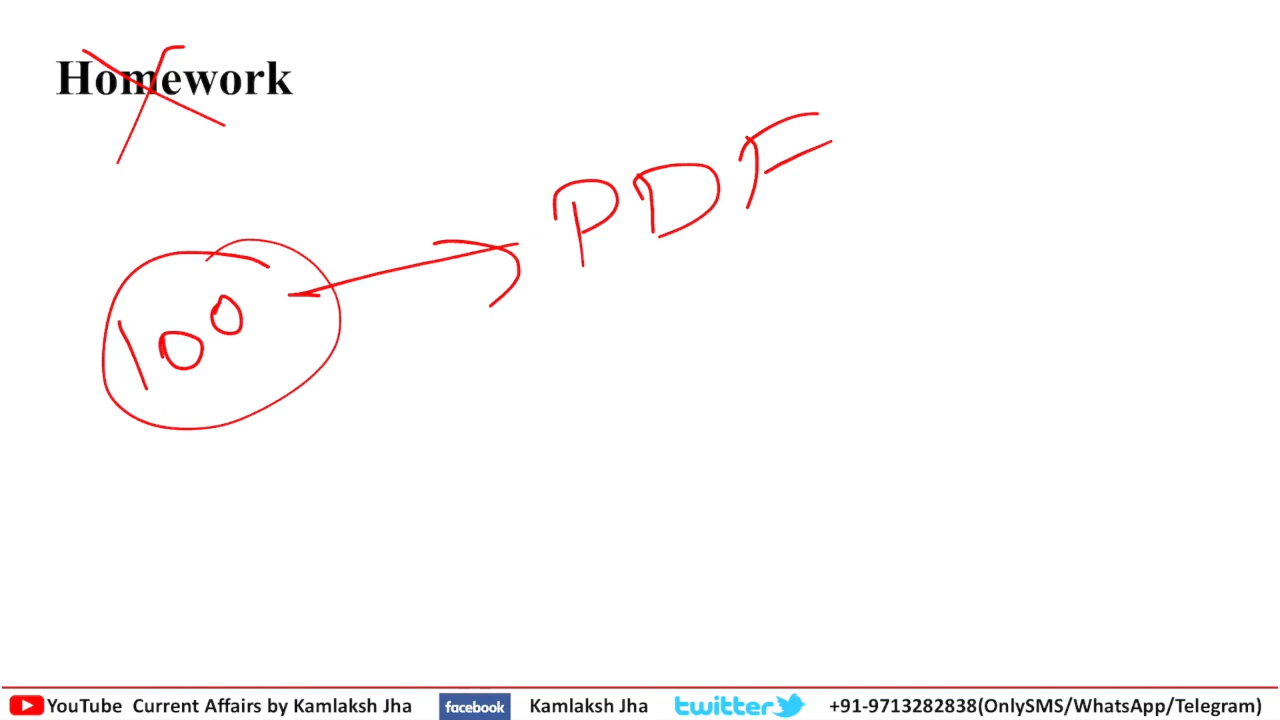 Homework
PDF
100
YouTube Current Affairs by Kamlaksh Jha facebook Kamlaksh Jha twitter +91-9713282838(OnlySMS/WhatsApp/Telegram)